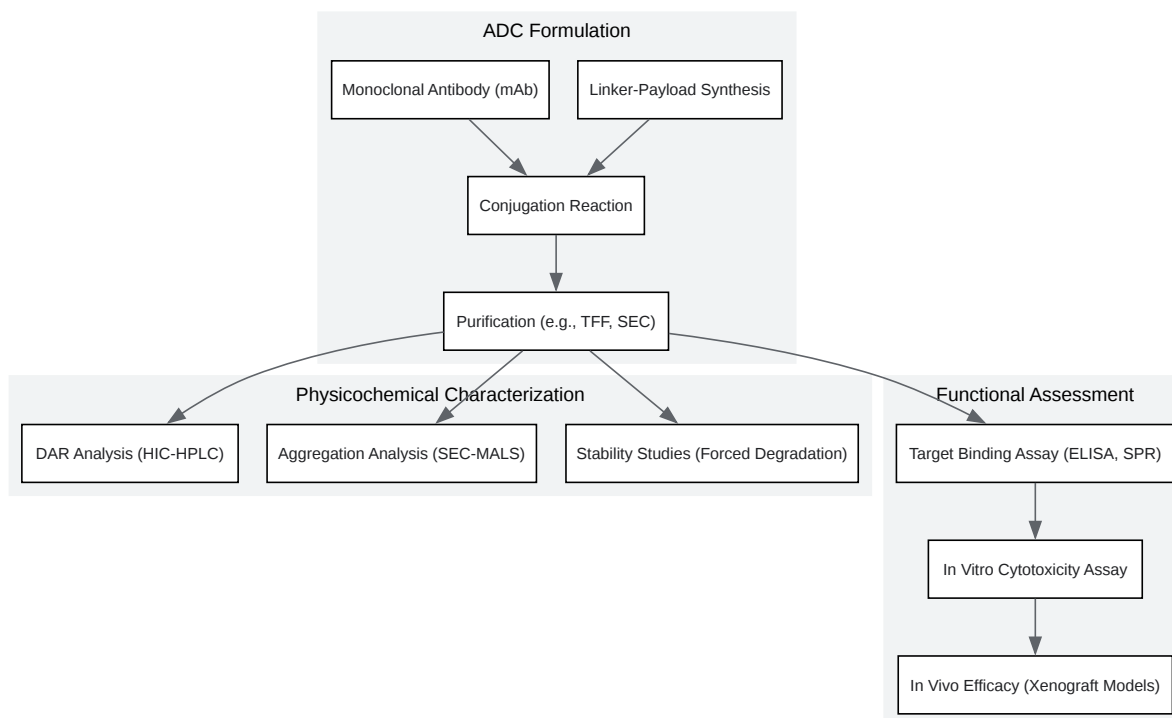 ADC Formulation
Monoclonal Antibody (mAb)
Linker-Payload Synthesis
Conjugation Reaction
Purification (e.g., TFF, SEC)
Physicochemical Characterization
Functional Assessment
DAR Analysis (HIC-HPLC)
Aggregation Analysis (SEC-MALS)
Stability Studies (Forced Degradation)
Target Binding Assay (ELISA, SPR)
In Vitro Cytotoxicity Assay
In Vivo Efficacy (Xenograft Models)